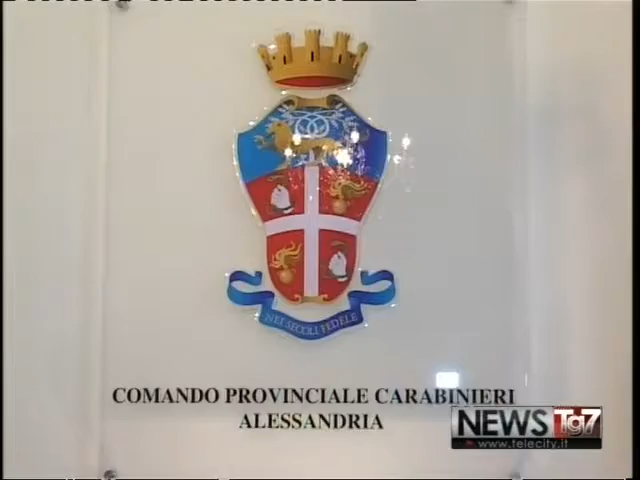 NEI SECOLI FEDELE
COMANDO PROVINCIALE CARABINIERI
ALESSANDRIA
NEWS Tg7
www.telecity.it